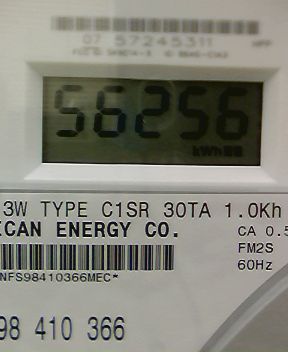 07 57245311
56256
kWh
3W TYPE C1SR 30TA 1.0Kh
ICAN ENERGY CO.
CA 0.5
FM2S
NFS98410366MEC*
60Hz
98 410 366